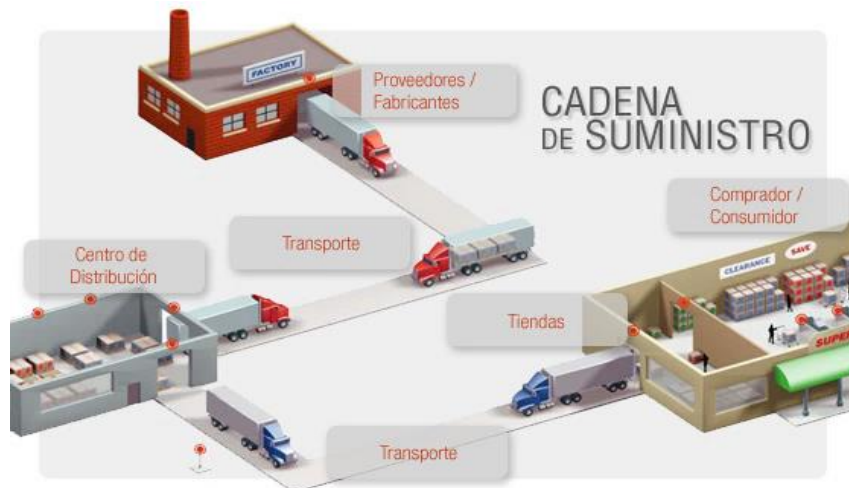 FACTORY
Proveedores /
Fabricantes
CADENA
DE SUMINISTRO
Comprador /
Consumidor
Transporte
Centro de
Distribución
CLEARANCE
SAVE
Tiendas
SUPER
Transporte